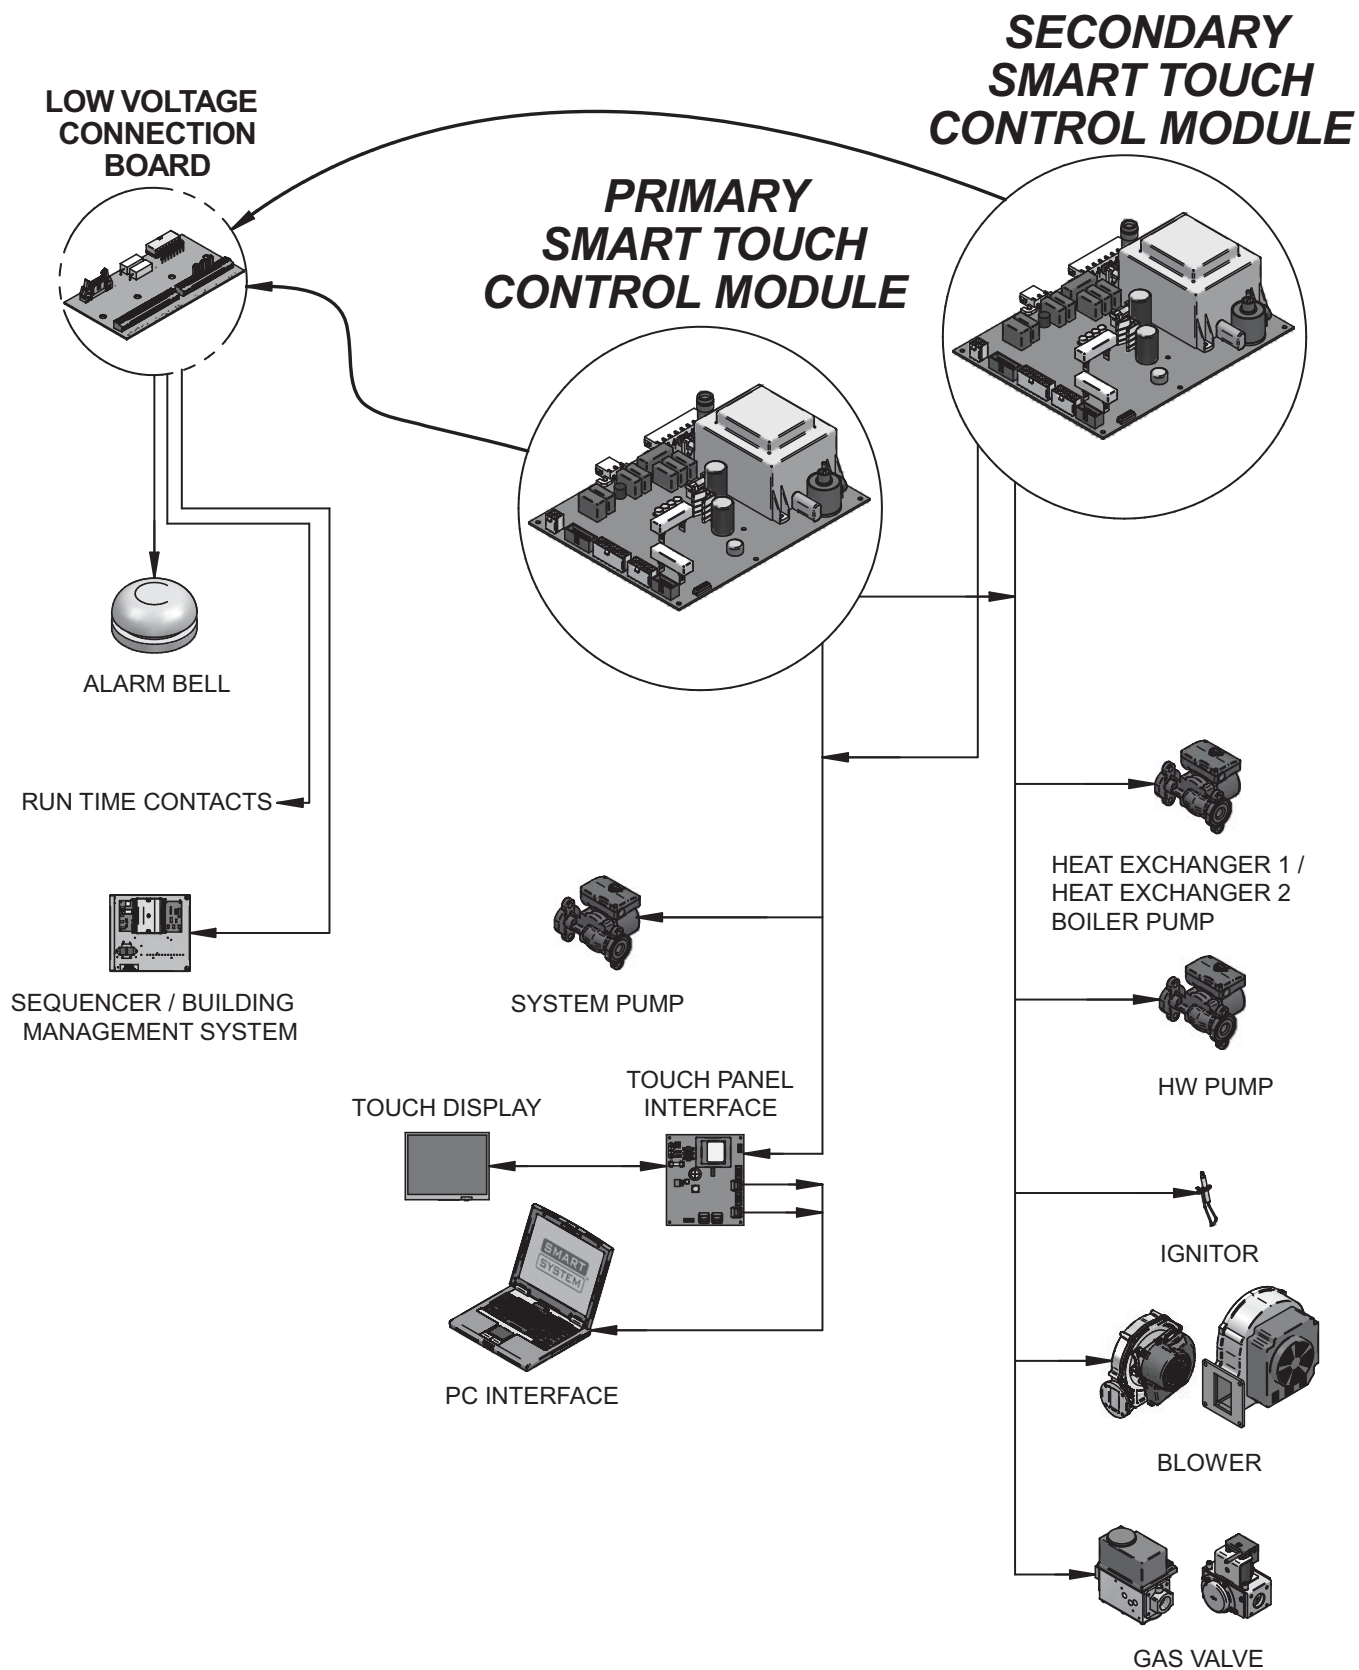 SECONDARY
SMART TOUCH
CONTROL MODULE
LOW VOLTAGE
CONNECTION
BOARD
PRIMARY
SMART TOUCH
CONTROL MODULE
ALARM BELL
RUN TIME CONTACTS
HEAT EXCHANGER 1 /
HEAT EXCHANGER 2
BOILER PUMP
SEQUENCER / BUILDING
MANAGEMENT SYSTEM
SYSTEM PUMP
HW PUMP
TOUCH PANEL
INTERFACE
TOUCH DISPLAY
SMART
SYSTEM
IGNITOR
PC INTERFACE
BLOWER
GAS VALVE